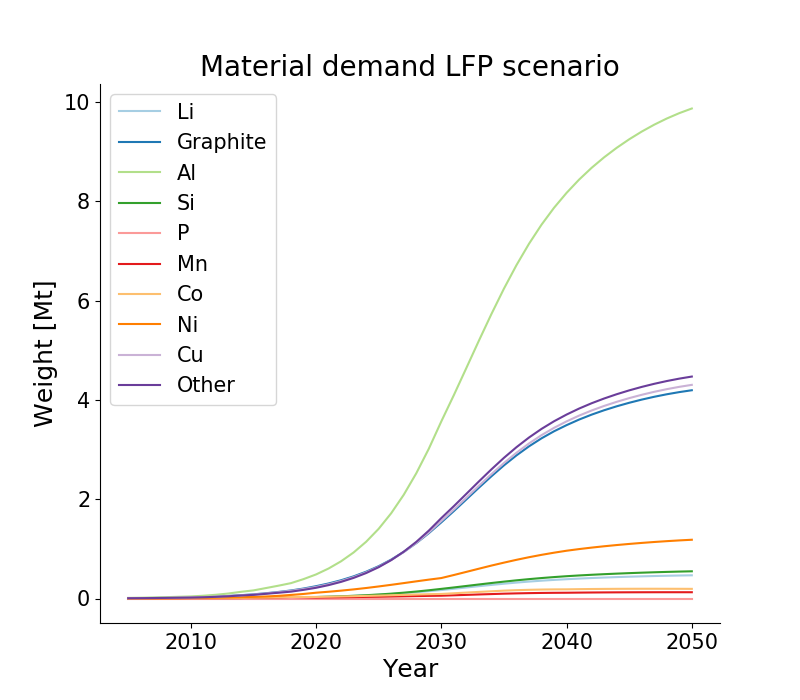 Material demand LFP scenario
Weight [Mt]
10
8
6
4
2
0
Li
Graphite
Al
Si
P
Mn
Co
Ni
Cu
Other
2010 2020 2030 2040 2050
Year